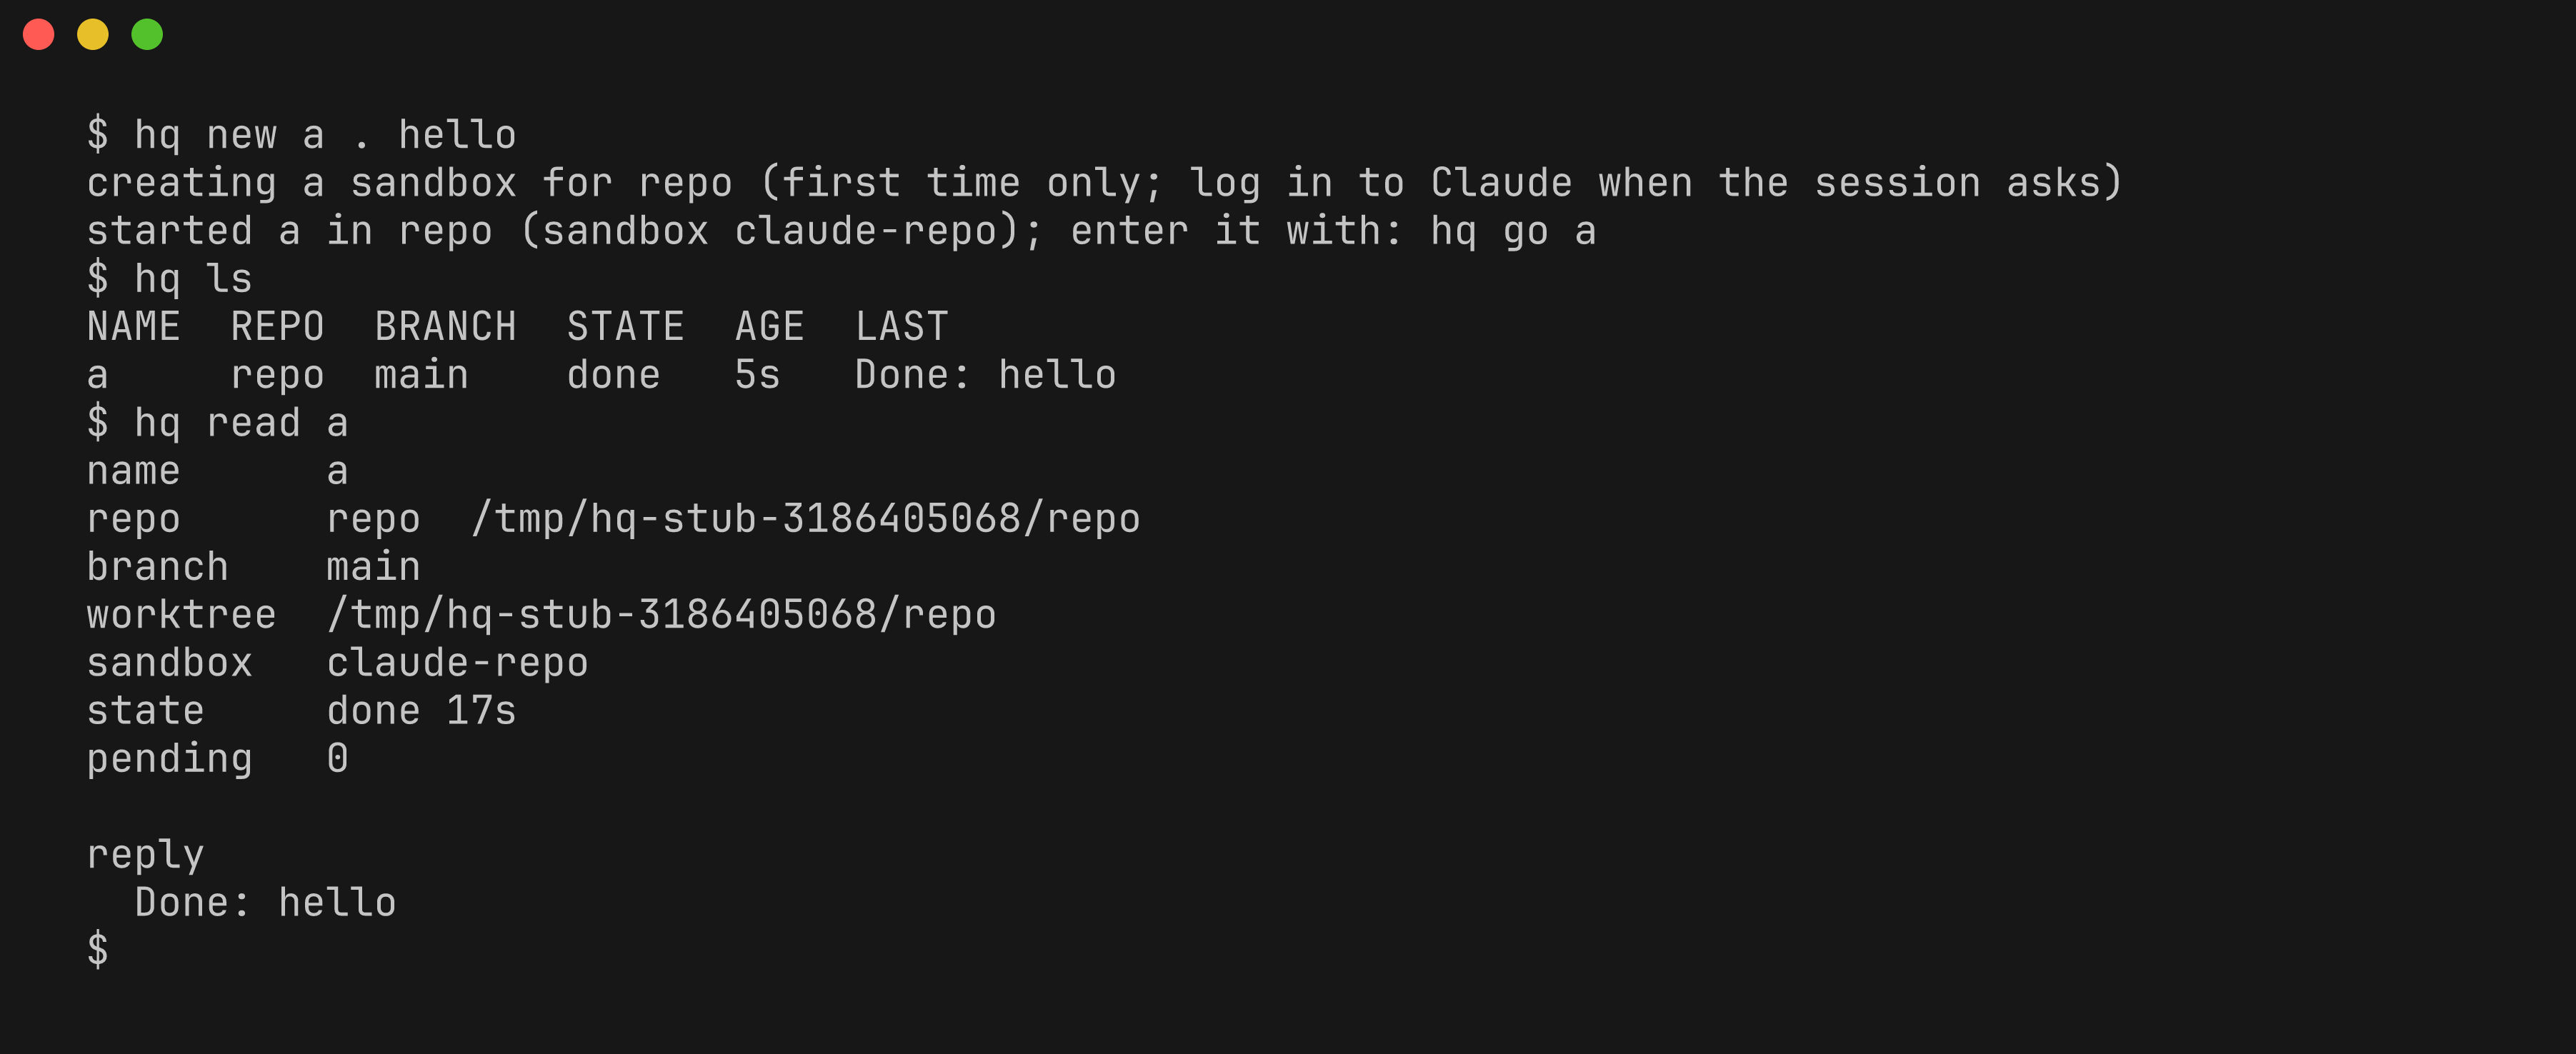 $ hq new a . hello
creating a sandbox for repo (first time only; log in to Claude when the session asks)
started a in repo (sandbox claude-repo); enter it with: hq go a
$ hq ls
NAME  REPO  BRANCH  STATE  AGE  LAST
a     repo  main    done   5s   Done: hello
$ hq read a
name      a
repo      repo  /tmp/hq-stub-3186405068/repo
branch    main
worktree  /tmp/hq-stub-3186405068/repo
sandbox   claude-repo
state     done 17s
pending   0

reply
  Done: hello
$